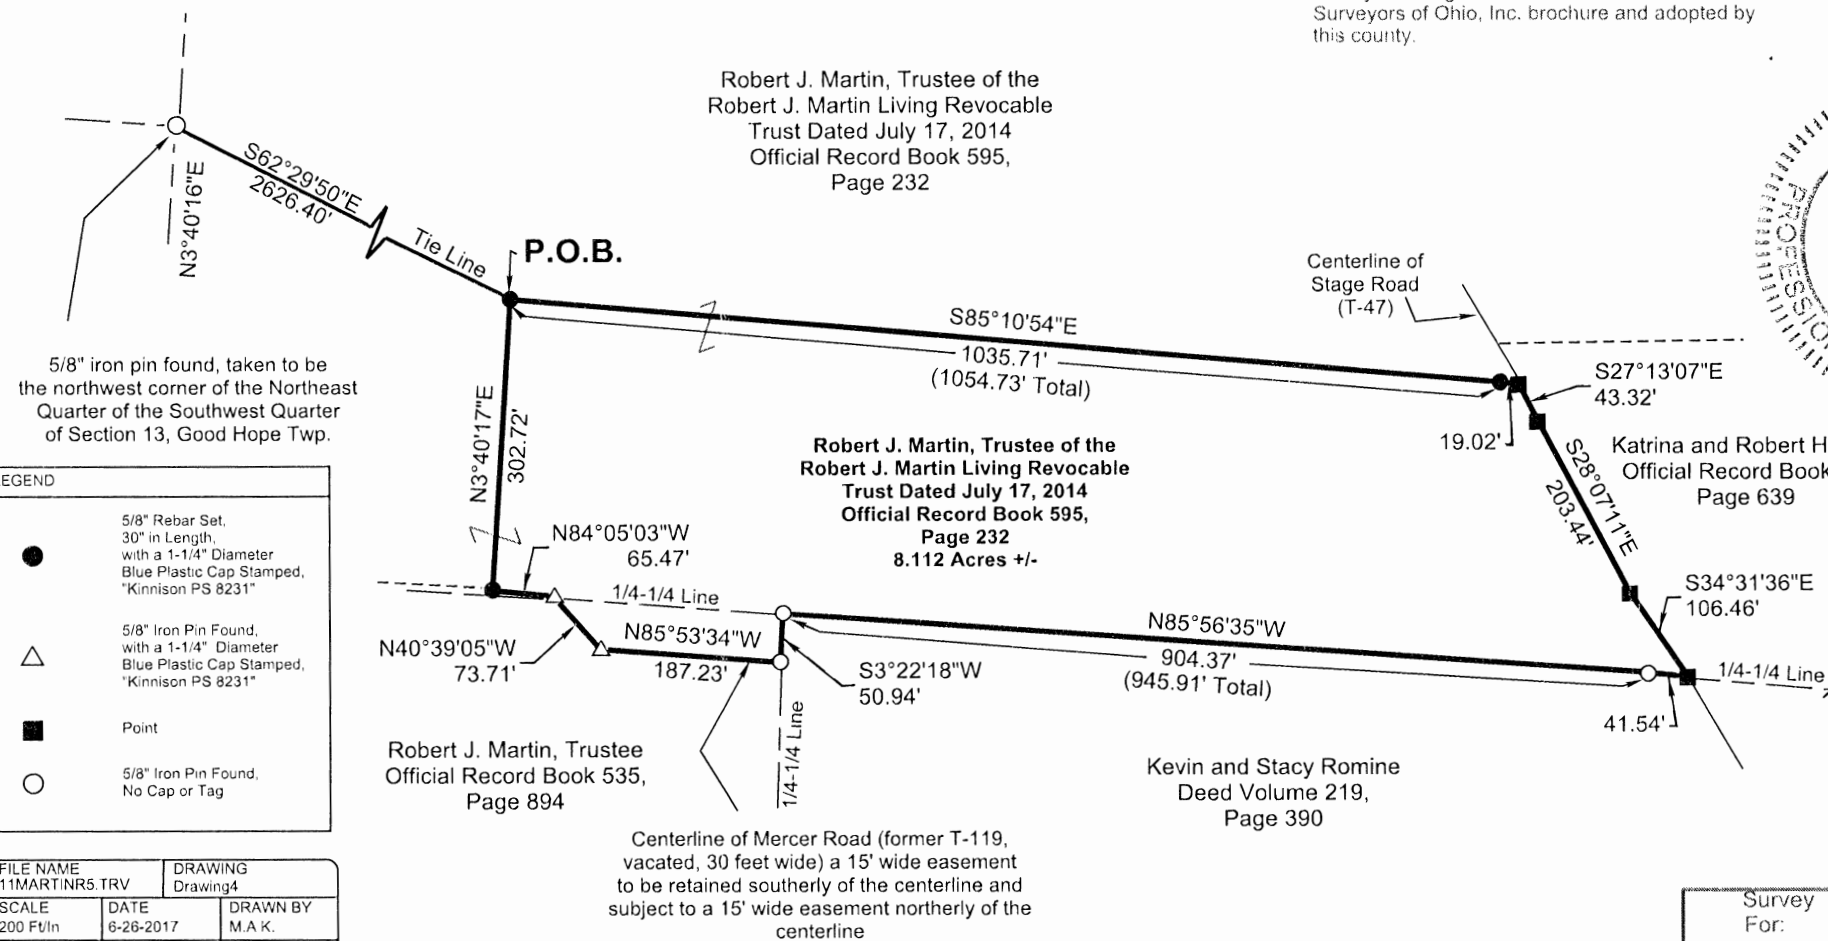 Surveyors of Ohio, Inc. brochure and adopted by
this county.
Robert J. Martin, Trustee of the
Robert J. Martin Living Revocable
Trust Dated July 17, 2014
Official Record Book 595,
Page 232
S62°29'50"E
2626.40'
N3°40'16"E
Tie Line
P.O.B.
PROFESSIO
Centerline of
Stage Road
(T-47)
S85°10'54"E
1035.71'
(1054.73' Total)
S27°13'07"E
43.32'
19.02'
5/8" iron pin found, taken to be
the northwest corner of the Northeast
Quarter of the Southwest Quarter
of Section 13, Good Hope Twp.
N3°40'17"E
302.72'
Robert J. Martin, Trustee of the
Robert J. Martin Living Revocable
Trust Dated July 17, 2014
Official Record Book 595,
Page 232
8.112 Acres +/-
S28°07'11"E
203.44'
Katrina and Robert H
Official Record Book
Page 639
EGEND
5/8" Rebar Set,
30" in Length,
with a 1-1/4" Diameter
Blue Plastic Cap Stamped,
"Kinnison PS 8231"
5/8" Iron Pin Found,
with a 1-1/4" Diameter
Blue Plastic Cap Stamped,
"Kinnison PS 8231"
Point
5/8" Iron Pin Found,
No Cap or Tag
N84°05'03"W
65.47'
1/4-1/4 Line
S34°31'36"E
106.46'
N40°39'05"W
73.71'
N85°53'34"W
187.23'
S3°22'18"W
50.94'
N85°56'35"W
904.37'
(945.91' Total)
1/4-1/4 Line
41.54'
1/4-1/4 Line
Robert J. Martin, Trustee
Official Record Book 535,
Page 894
Kevin and Stacy Romine
Deed Volume 219,
Page 390
Centerline of Mercer Road (former T-119,
vacated, 30 feet wide) a 15' wide easement
to be retained southerly of the centerline and
subject to a 15' wide easement northerly of the
centerline
FILE NAME
11MARTINR5.TRV
DRAWING
Drawing4
SCALE
200 Ft/In
DATE
6-26-2017
DRAWN BY
M.A K.
Survey
For: